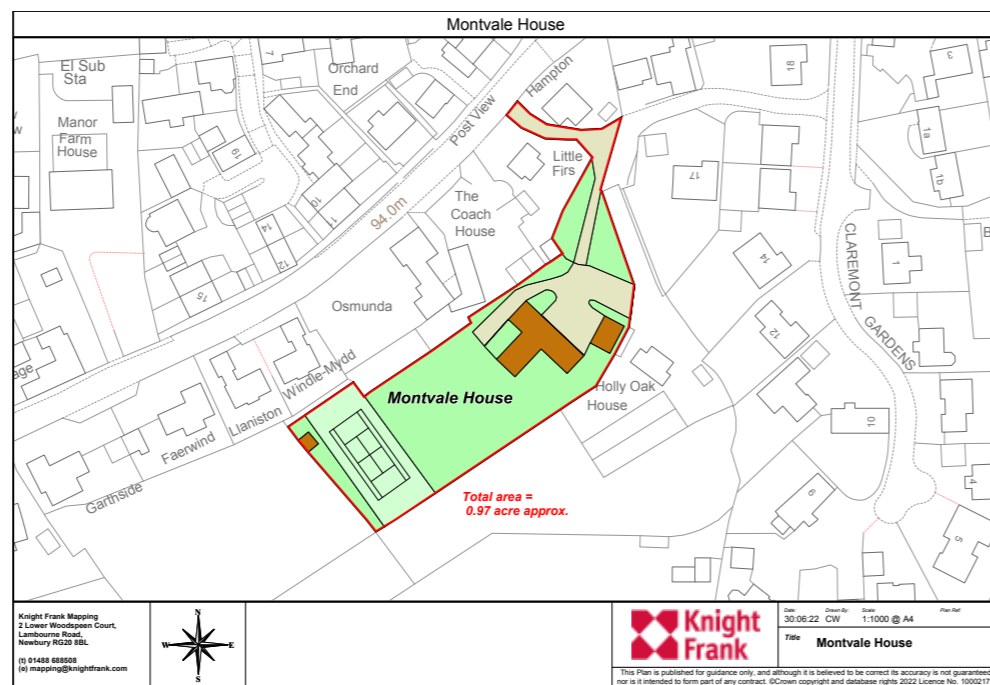 Montvale House
El Sub
Sta
7
Orchard
End
Hampton
18
3
Manor
Farm
House
Post View
19
Little
Firs
1a
17
1b
The
Coach
House
94.0m
10
11
14
12
15
Osmunda
CLAREMONT
GARDENS
1
14
12
Windle-Mydd
Llaniston
Faerwind
Garthside
Montvale House
Holly Oak
House
10
9
4
5
Total area =
0.97 acre approx.
Knight Frank Mapping
2 Lower Woodspeen Court,
Lambourne Road,
Newbury RG20 8BL
(t) 01488 688508
(e) mapping@knightfrank.com
N
W E
S
Knight
Frank
Date: Drawn By: Scale Plan Ref
30:06:22 CW 1:1000 @ A4
Title Montvale House
This Plan is published for guidance only, and although it is believed to be correct its accuracy is not guaranteed
nor is it intended to form part of any contract. ©Crown copyright and database rights 2022 Licence No. 1000217